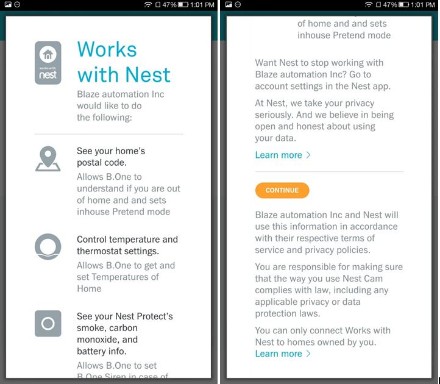 47% 1:01 PM
Works
with Nest
Blaze automation Inc
would like to do
the following:
nest
See your home's
postal code.
Allows B.One to
understand if you are out
of home and and sets
inhouse Pretend mode
Control temperature and
thermostat settings.
Allows B.One to get and
set Temperatures of
Home
See your Nest Protect's
smoke, carbon
monoxide, and
battery info.
Allows B.One to set
B.One Siren in case of
47% 1:01 PM
of home and and sets
inhouse Pretend mode
Want Nest to stop working with
Blaze automation Inc? Go to
account settings in the Nest app.
At Nest, we take your privacy
seriously. And we believe in being
open and honest about using
your data.
Learn more >
CONTINUE
Blaze automation Inc and Nest will
use this information in accordance
with their respective terms of
service and privacy policies.
You are responsible for making sure
that the way you use Nest Cam
complies with law, including any
applicable privacy or data
protection laws.
You can only connect Works with
Nest to homes owned by you.
Learn more >